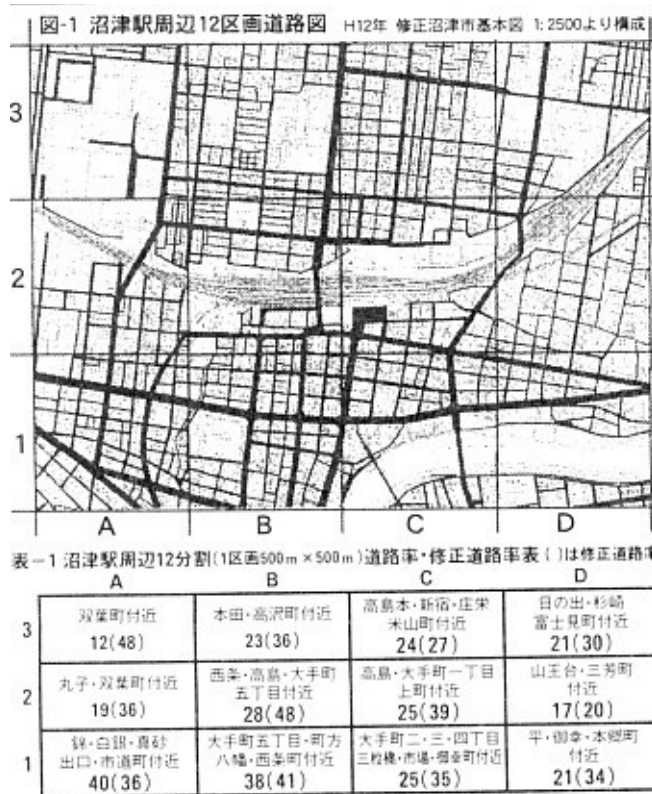 図-1 沼津駅周辺12区画道路図 H12年 修正沼津市基本図 1:2500より構成
3
2
1
A B C D
表-1 沼津駅周辺12分割(1区画500m×500m)道路率・修正道路率表 ( )は修正道路率
A B C D
3
双葉町付近
12(48)
本田・高沢町付近
23(36)
高島本・新宿・庄栄
米山町付近
24(27)
日の出・杉崎
富士見町付近
21(30)
2
丸子・双葉町付近
19(36)
西条・高島・大手町
五丁目付近
28(48)
高島・大手町一丁目
上町付近
25(39)
山王台・三芳町
付近
17(20)
1
錦・白銀・真砂
出口・市道町付近
40(36)
大手町五丁目・町方
八幡・西条町付近
38(41)
大手町二・三・四丁目
三枚橋・市場・御幸町付近
25(35)
平・御幸・本郷町
付近
21(34)